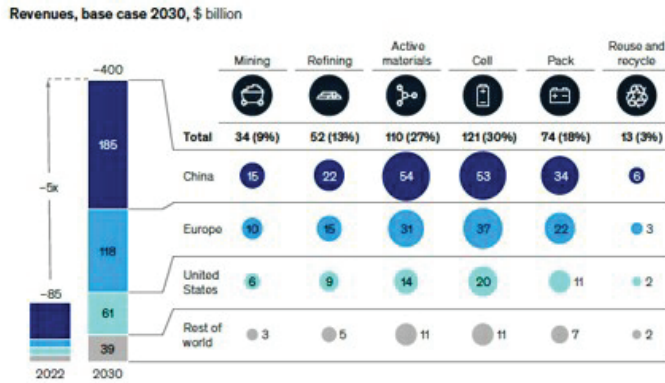 Revenues, base case 2030, $ billion
~400
Mining
Refining
Active
materials
Cell
Pack
Reuse and
recycle
Total 34 (9%) 52 (13%) 110 (27%) 121 (30%) 74 (18%) 13 (3%)
185
China 15 22 54 53 34 6
~5x
Europe 10 15 31 37 22 3
118
~85
United
States 6 9 14 20 11 2
61
Rest of
world 3 5 11 11 7 2
39
2022 2030